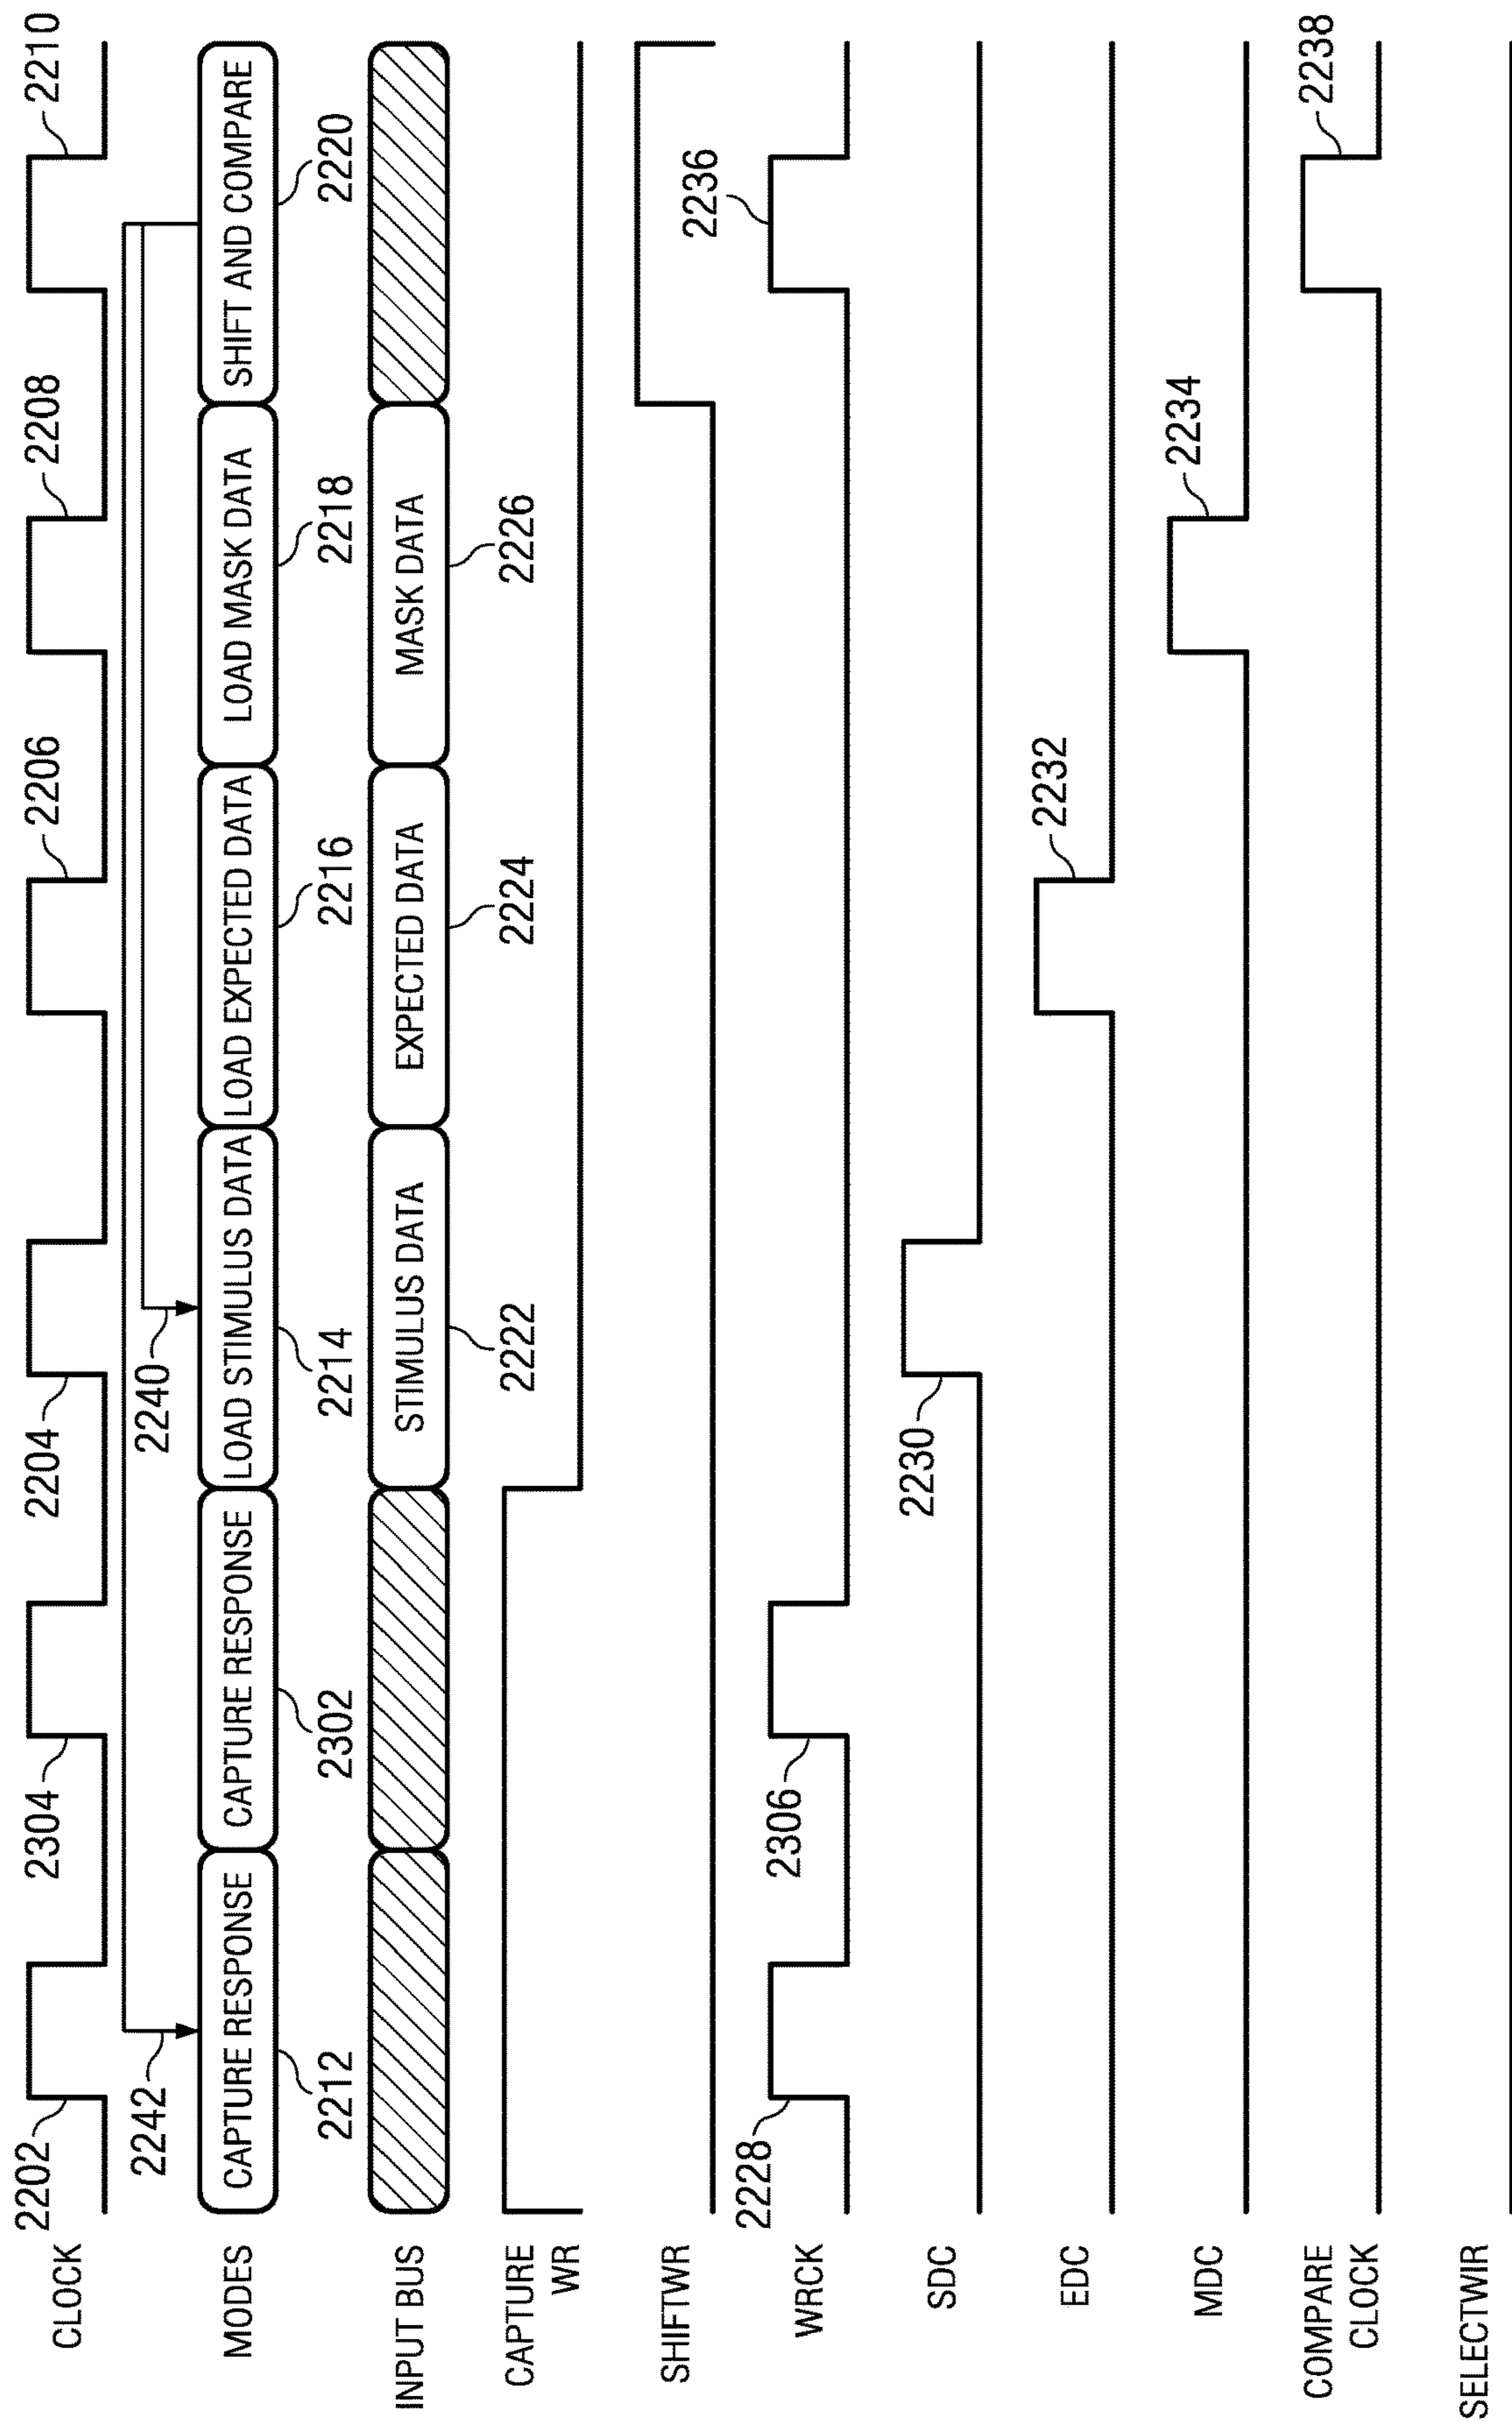 CLOCK
2202
2304
2204
2206
2208
2210
2242
2240
MODES
CAPTURE RESPONSE
CAPTURE RESPONSE
LOAD STIMULUS DATA
LOAD EXPECTED DATA
LOAD MASK DATA
SHIFT AND COMPARE
2212
2302
2214
2216
2218
2220
INPUT BUS
STIMULUS DATA
EXPECTED DATA
MASK DATA
2222
2224
2226
CAPTURE
WR
SHIFTWR
WRCK
2228
2306
2236
SDC
2230
EDC
2232
MDC
2234
COMPARE
CLOCK
2238
SELECTWIR